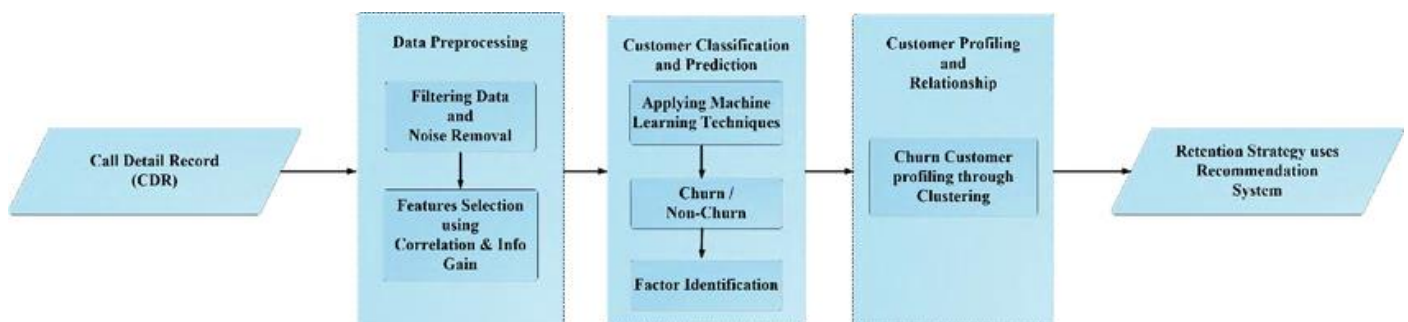 Call Detail Record
(CDR)
Data Preprocessing
Filtering Data
and
Noise Removal
Features Selection
using
Correlation & Info
Gain
Customer Classification
and Prediction
Applying Machine
Learning Techniques
Churn /
Non-Churn
Factor Identification
Customer Profiling
and
Relationship
Churn Customer
profiling through
Clustering
Retention Strategy uses
Recommendation
System